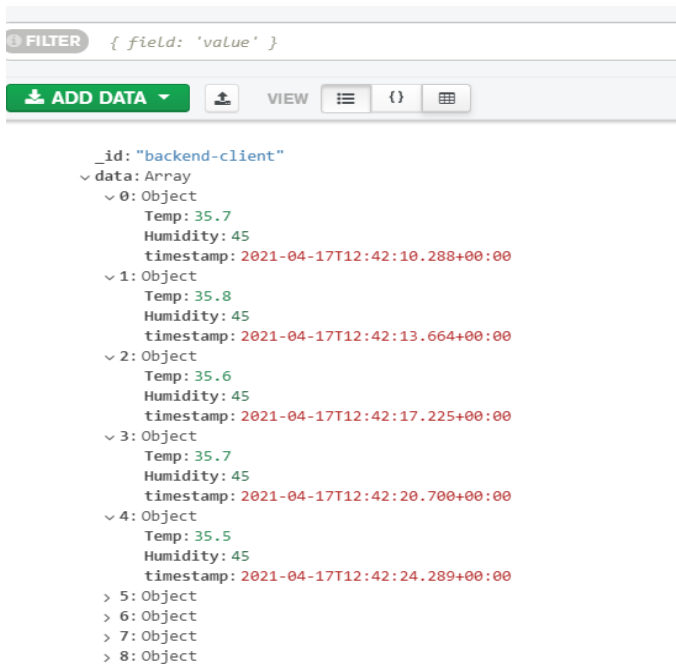 FILTER { field: 'value' }
ADD DATA VIEW {}
_id: "backend-client"
data: Array
0: Object
Temp: 35.7
Humidity: 45
timestamp: 2021-04-17T12:42:10.288+00:00
1: Object
Temp: 35.8
Humidity: 45
timestamp: 2021-04-17T12:42:13.664+00:00
2: Object
Temp: 35.6
Humidity: 45
timestamp: 2021-04-17T12:42:17.225+00:00
3: Object
Temp: 35.7
Humidity: 45
timestamp: 2021-04-17T12:42:20.700+00:00
4: Object
Temp: 35.5
Humidity: 45
timestamp: 2021-04-17T12:42:24.289+00:00
5: Object
6: Object
7: Object
8: Object